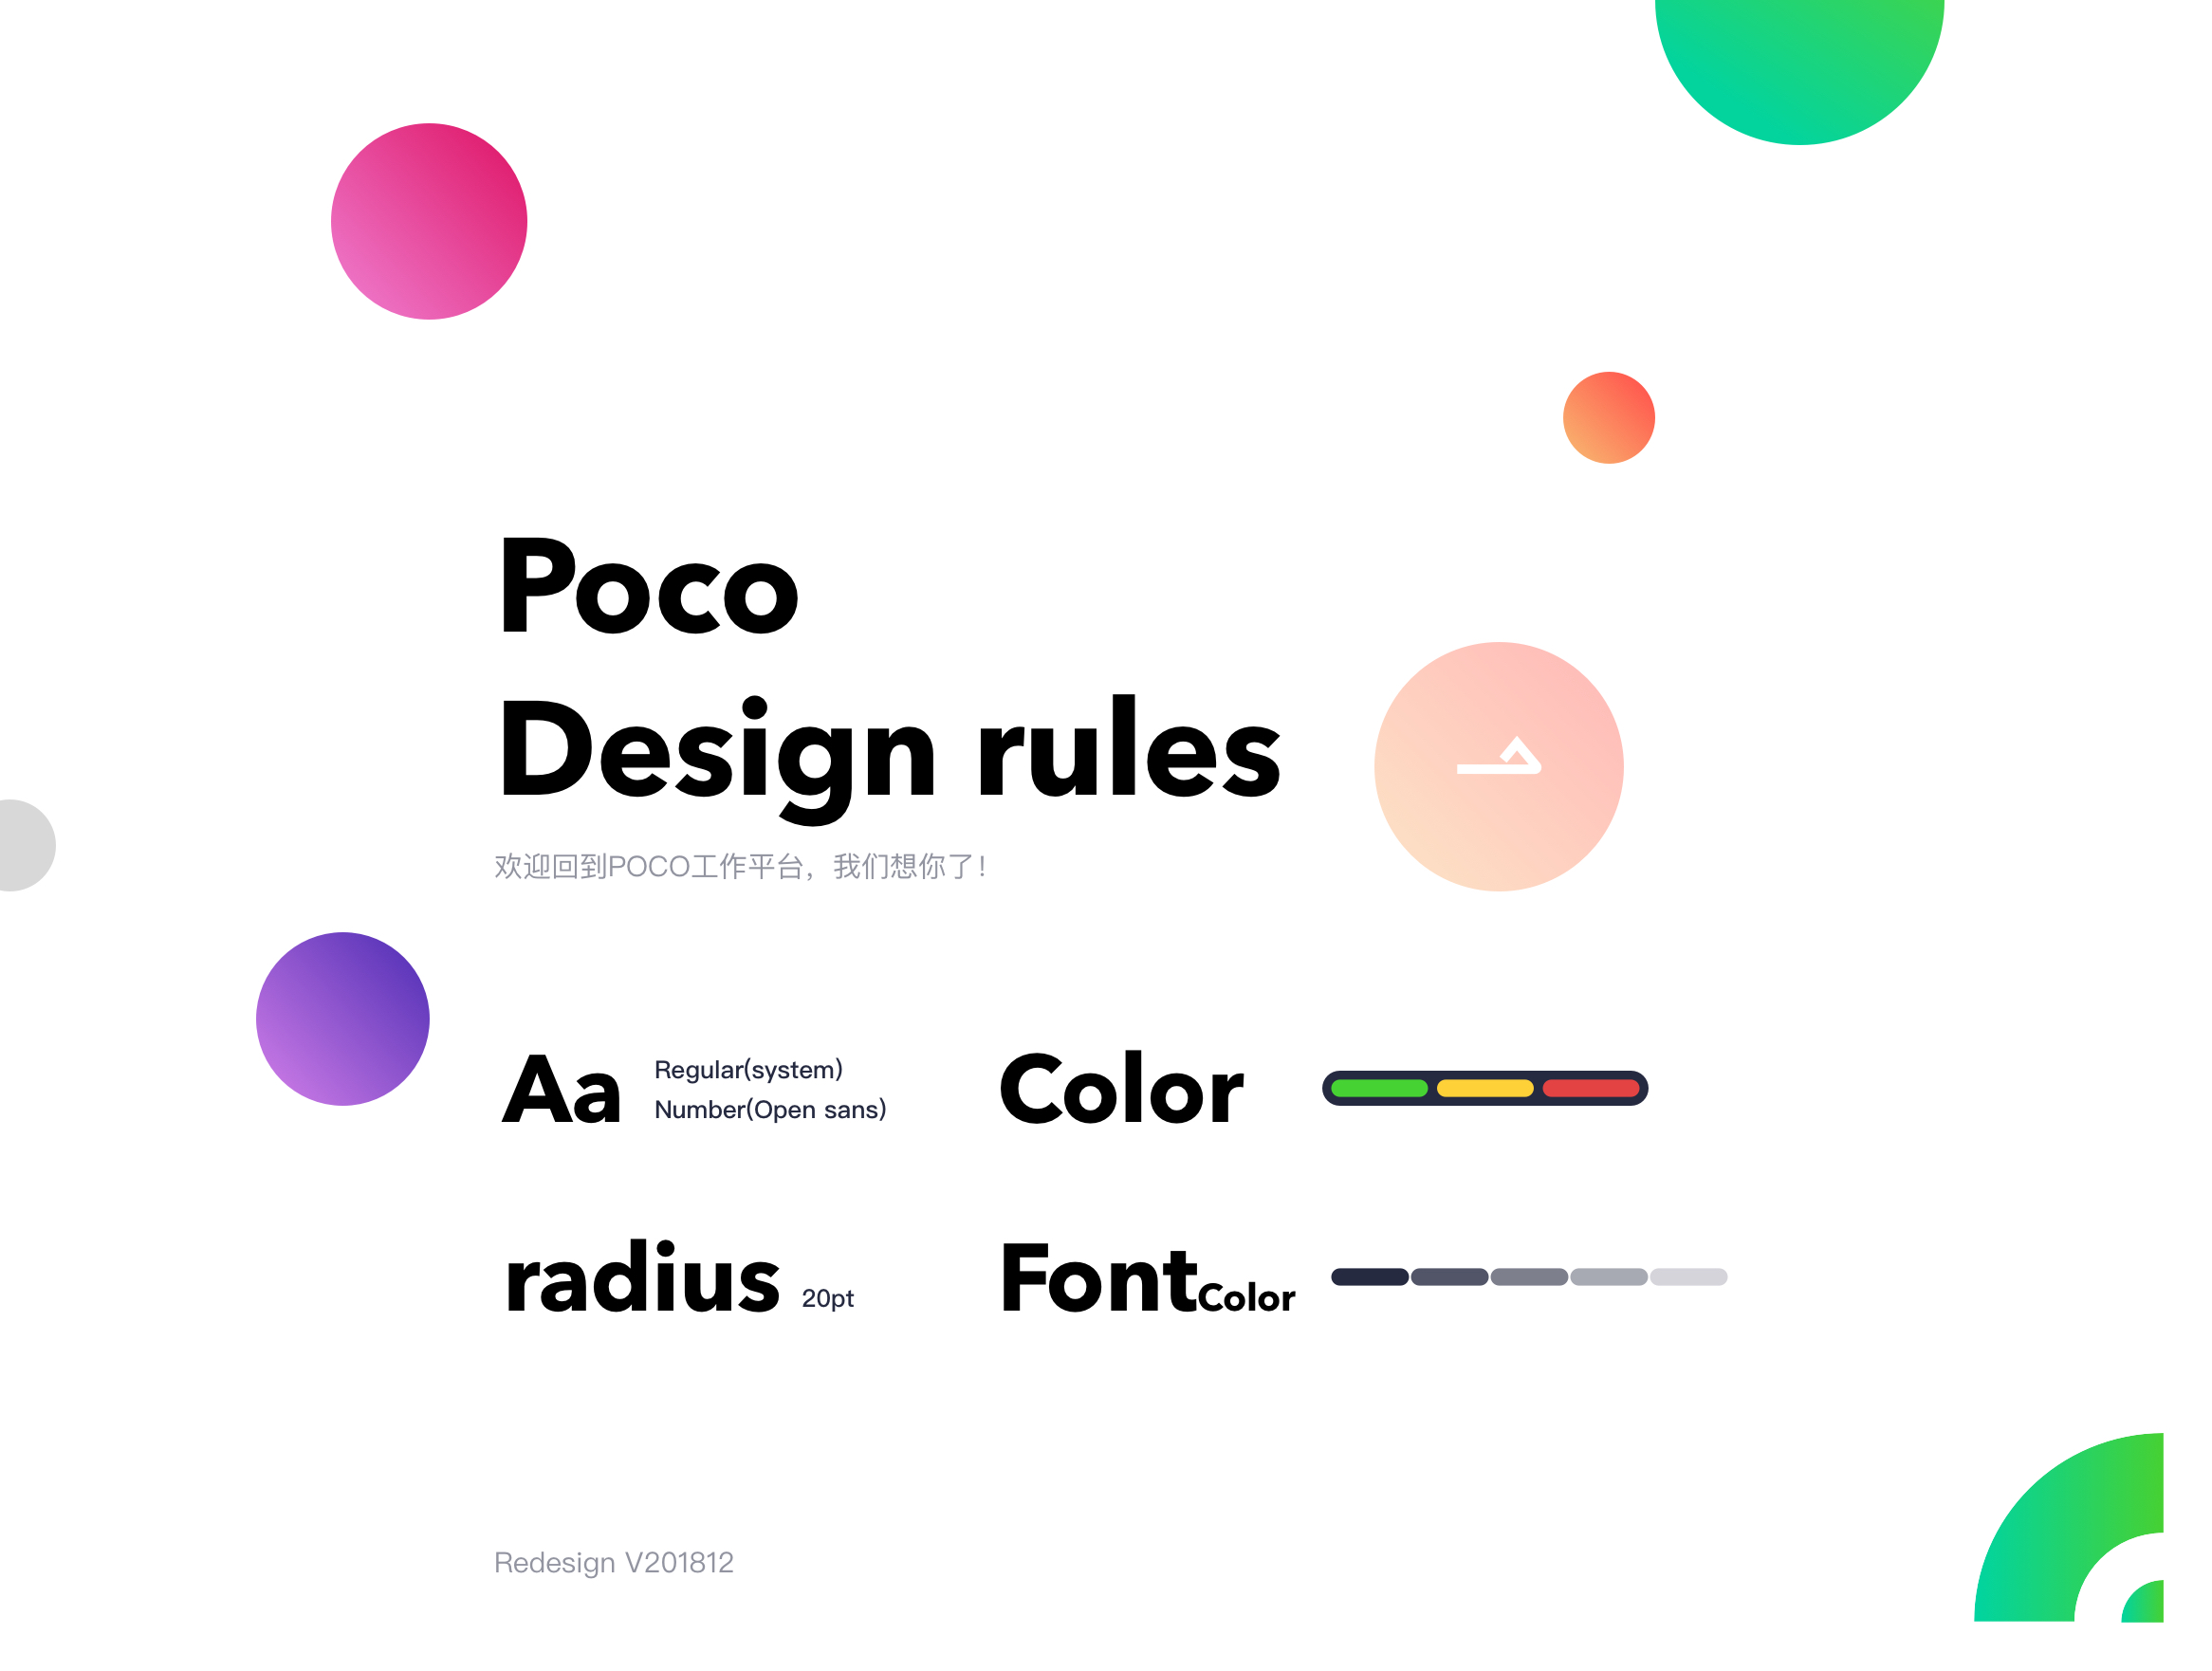 Poco
Design rules
欢迎回到POCO工作平台，我们想你了！
Aa
Regular(system)
Number(Open sans)
Color
radius 20pt
FontColor
Redesign V201812